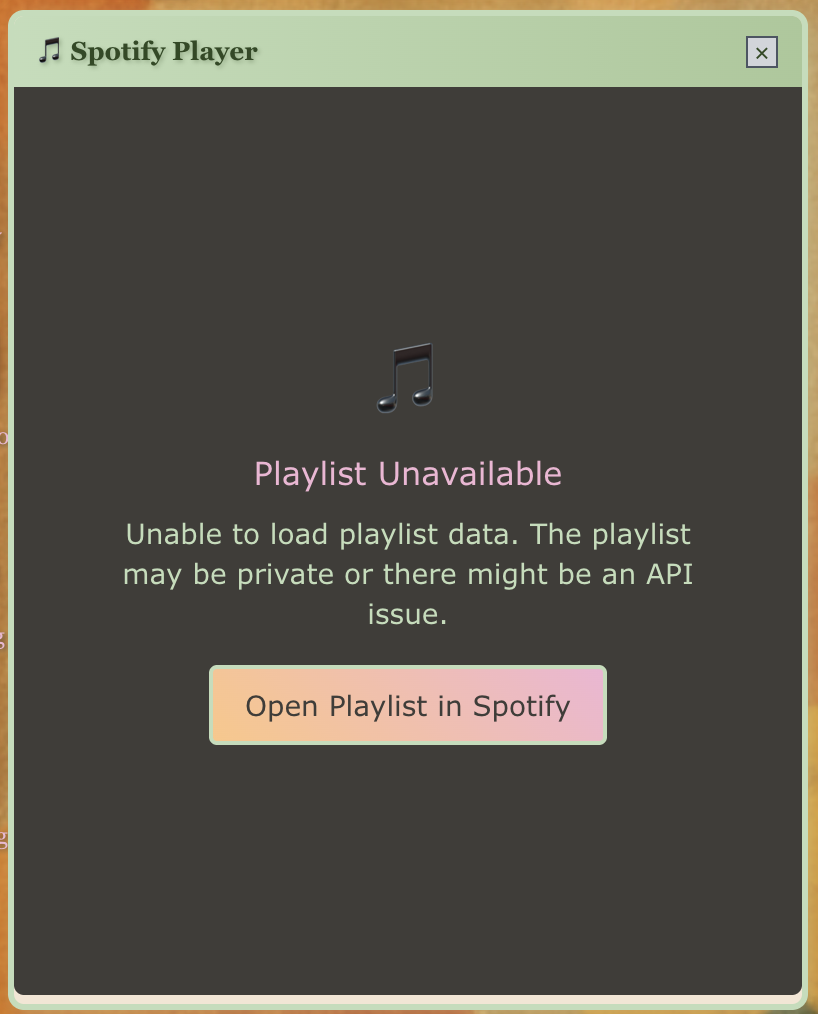 Spotify Player
Playlist Unavailable
Unable to load playlist data. The playlist
may be private or there might be an API
issue.
Open Playlist in Spotify